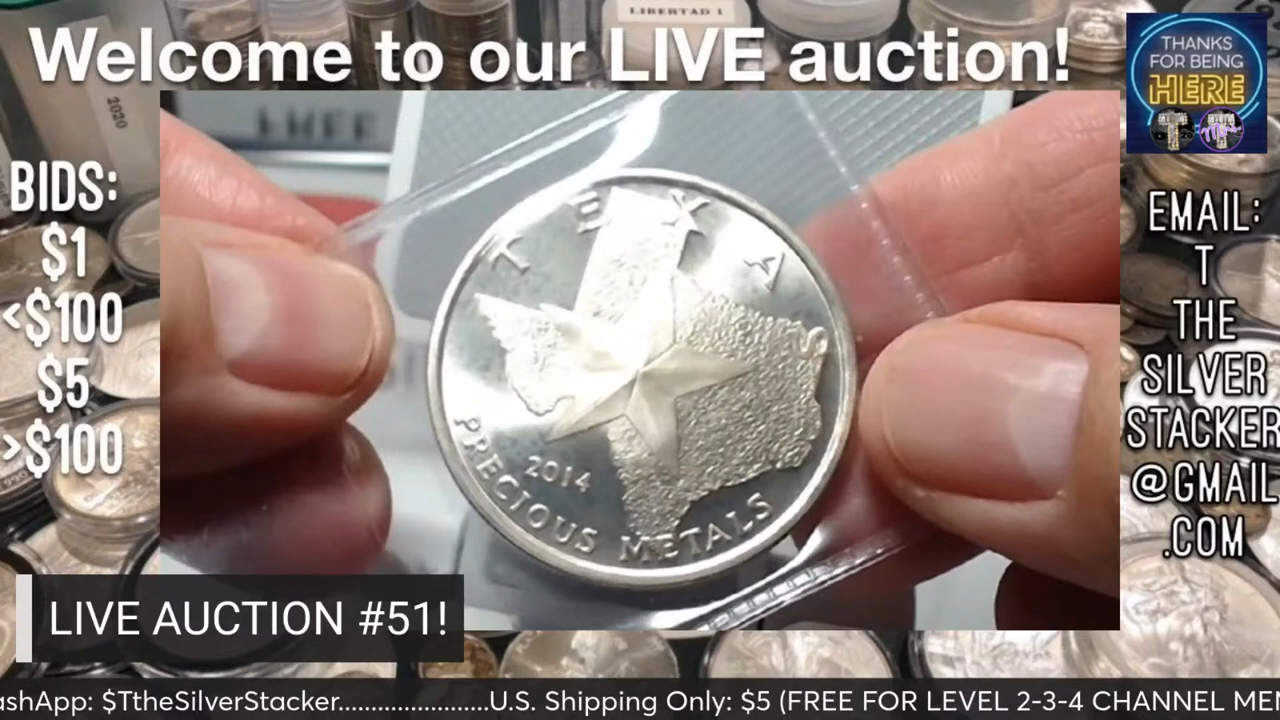 LIBERTAD 1
Welcome to our LIVE auction!
THANKS
FOR BEING
HERE
2020
BIDS:
$1
<$100
$5
>$100
TEXAS
2014
PRECIOUS METALS
EMAIL:
T
THE
SILVER
STACKER
@GMAIL
.COM
LIVE AUCTION #51!
ashApp: $TtheSilverStacker.......................U.S. Shipping Only: $5 (FREE FOR LEVEL 2-3-4 CHANNEL MEM